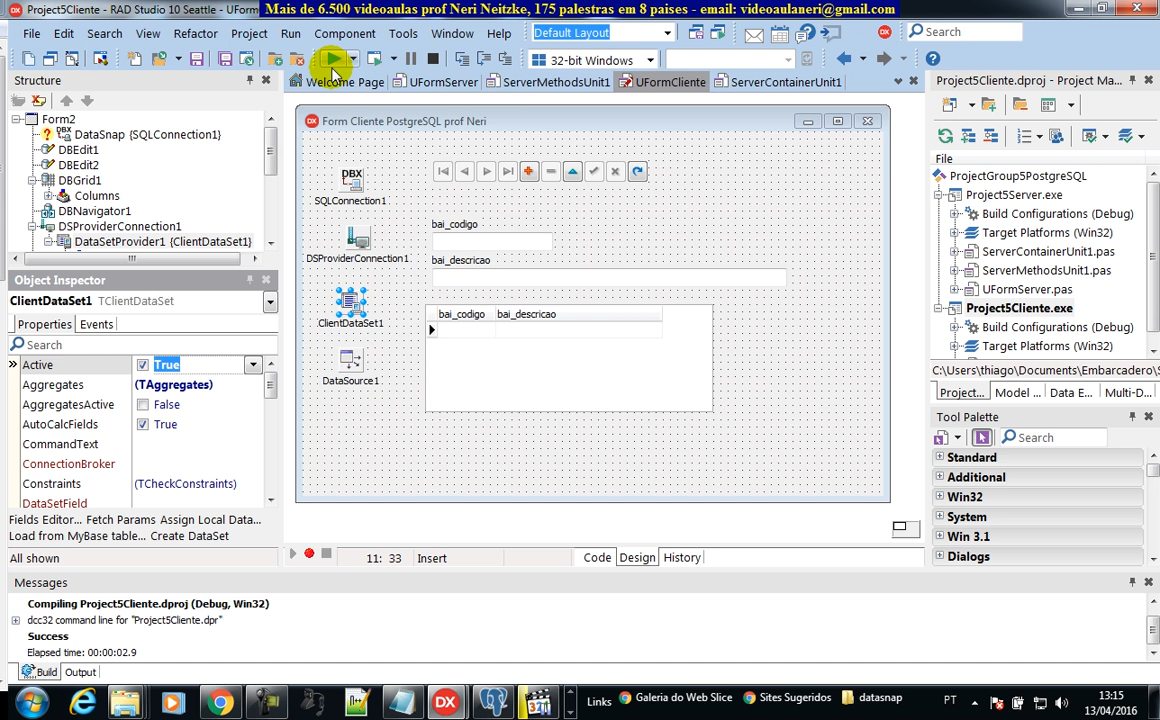 Project5Cliente - RAD Studio 10 Seattle - UForm
Mais de 6.500 videoaulas prof Neri Neitzke, 175 palestras em 8 paises - email: videoaulaneri@gmail.com
File Edit Search View Refactor Project Run Component Tools Window Help
Default Layout
Search
32-bit Windows
Structure
Welcome Page
UFormServer
ServerMethodsUnit1
UFormCliente
ServerContainerUnit1
Project5Cliente.dproj - Project Ma...
Form2
DataSnap {SQLConnection1}
DBEdit1
DBEdit2
DBGrid1
Columns
DBNavigator1
DSProviderConnection1
DataSetProvider1 {ClientDataSet1}
Object Inspector
ClientDataSet1 TClientDataSet
Properties Events
Search
Active True
Aggregates (TAggregates)
AggregatesActive False
AutoCalcFields True
CommandText
ConnectionBroker
Constraints (TCheckConstraints)
DataSetField
Fields Editor... Fetch Params Assign Local Data...
Load from MyBase table... Create DataSet
All shown
Form Cliente PostgreSQL prof Neri
DBX
SQLConnection1
DSProviderConnection1
ClientDataSet1
DataSource1
bai_codigo
bai_descricao
bai_codigo bai_descricao
11: 33 Insert
Code Design History
File
ProjectGroup5PostgreSQL
Project5Server.exe
Build Configurations (Debug)
Target Platforms (Win32)
ServerContainerUnit1.pas
ServerMethodsUnit1.pas
UFormServer.pas
Project5Cliente.exe
Build Configurations (Debug)
Target Platforms (Win32)
C:\Users\thiago\Documents\Embarcadero\S
Project... Model ... Data E... Multi-D...
Tool Palette
Search
Standard
Additional
Win32
System
Win 3.1
Dialogs
Messages
Compiling Project5Cliente.dproj (Debug, Win32)
dcc32 command line for "Project5Cliente.dpr"
Success
Elapsed time: 00:00:02.9
Build Output
Links Galeria do Web Slice Sites Sugeridos datasnap
PT
13:15
13/04/2016